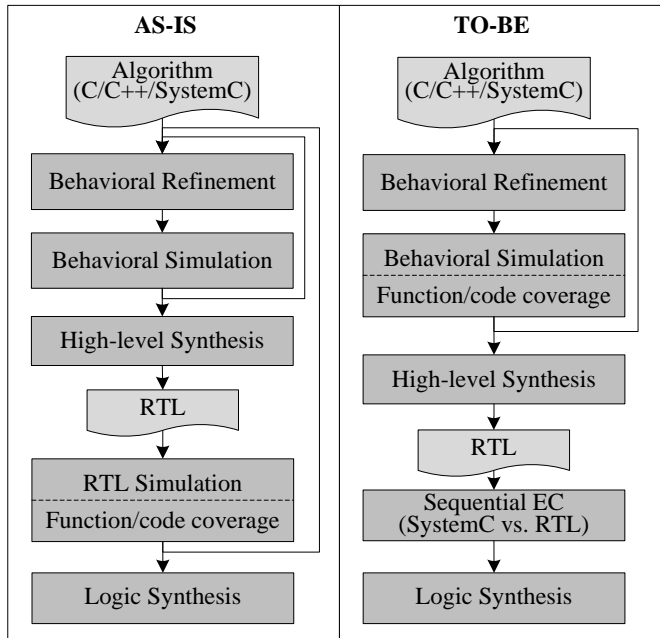 AS-IS
Algorithm
(C/C++/SystemC)
Behavioral Refinement
Behavioral Simulation
High-level Synthesis
RTL
RTL Simulation
Function/code coverage
Logic Synthesis
TO-BE
Algorithm
(C/C++/SystemC)
Behavioral Refinement
Behavioral Simulation
Function/code coverage
High-level Synthesis
RTL
Sequential EC
(SystemC vs. RTL)
Logic Synthesis